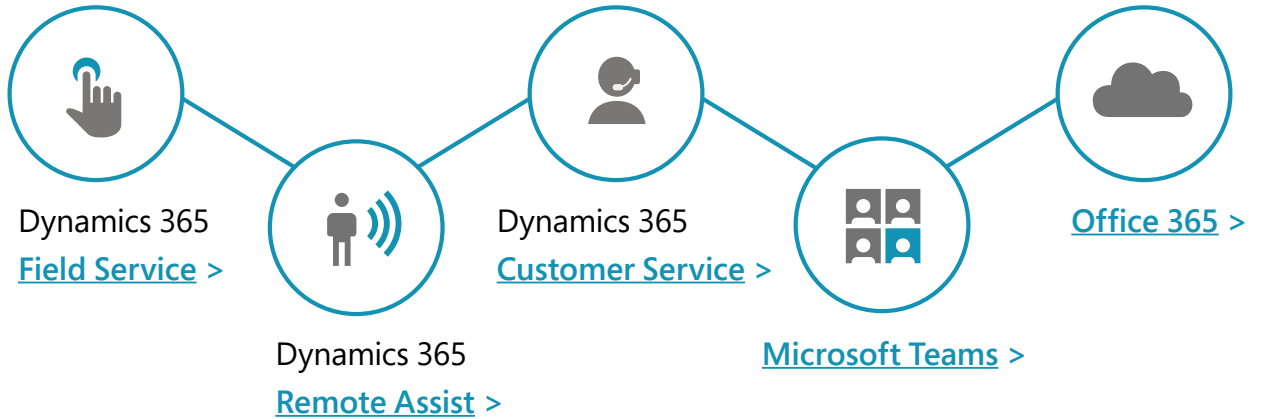 Dynamics 365
Field Service >
Dynamics 365
Remote Assist >
Dynamics 365
Customer Service >
Microsoft Teams >
Office 365 >